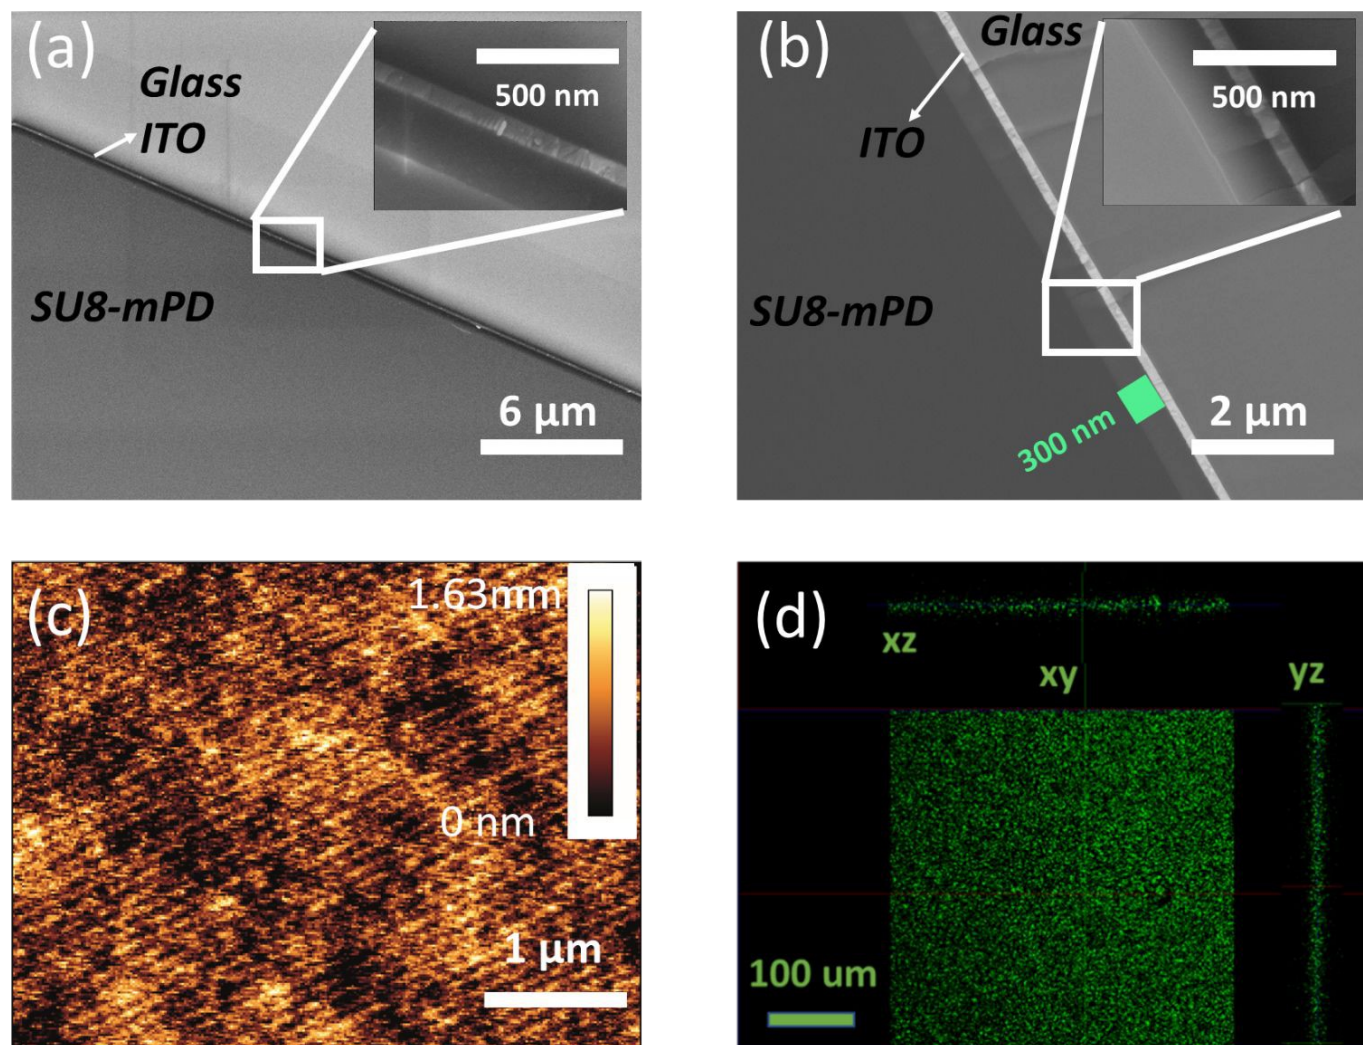 (a)
Glass
ITO
500 nm
SU8-mPD
6 µm
(b)
Glass
ITO
500 nm
SU8-mPD
300 nm
2 µm
(c)
1.63mm
0 nm
1 µm
(d)
xz
xy
yz
100 um